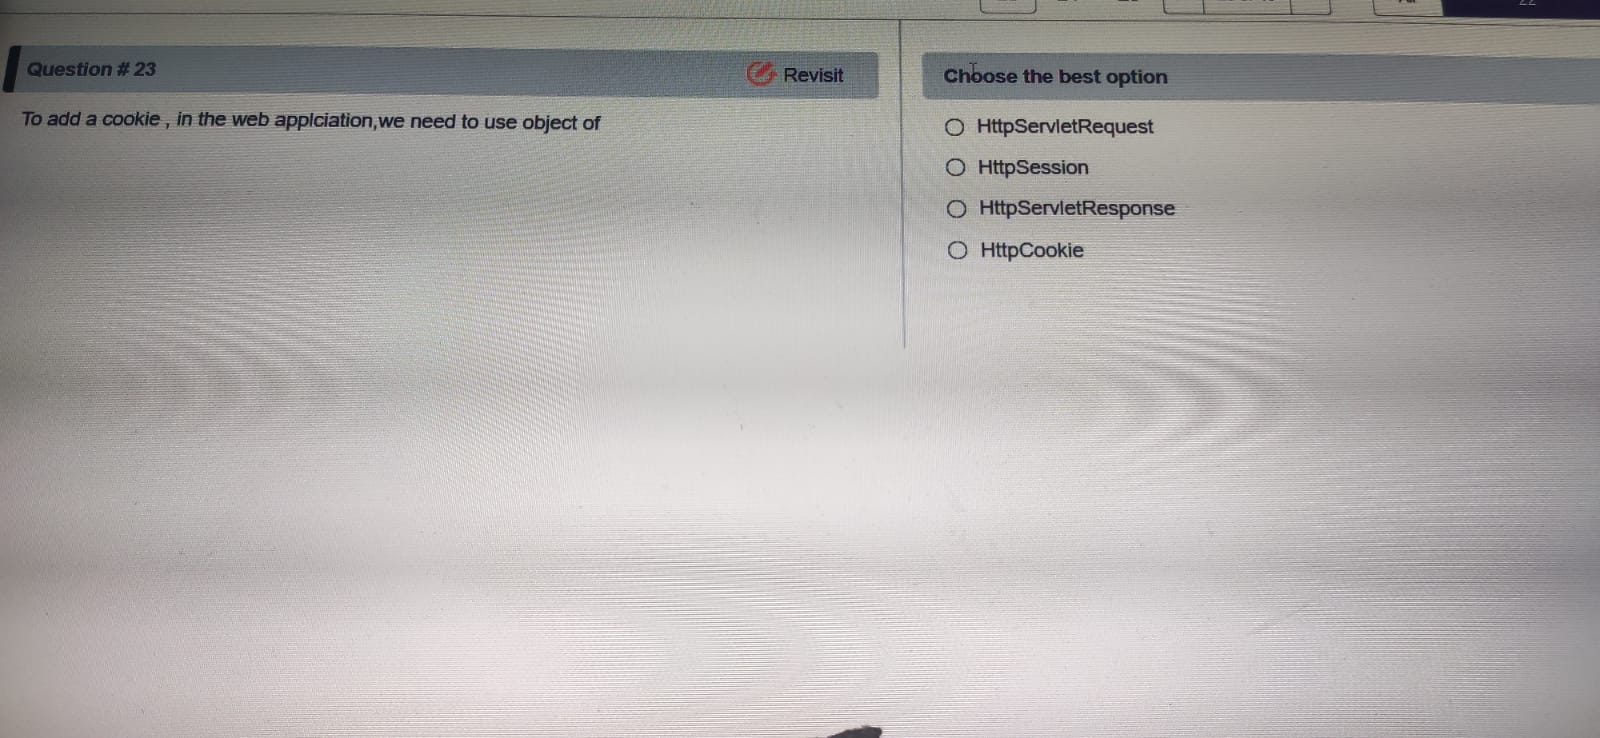 22
Question # 23
Revisit
To add a cookie , in the web applciation,we need to use object of
Choose the best option
HttpServletRequest
HttpSession
HttpServletResponse
HttpCookie